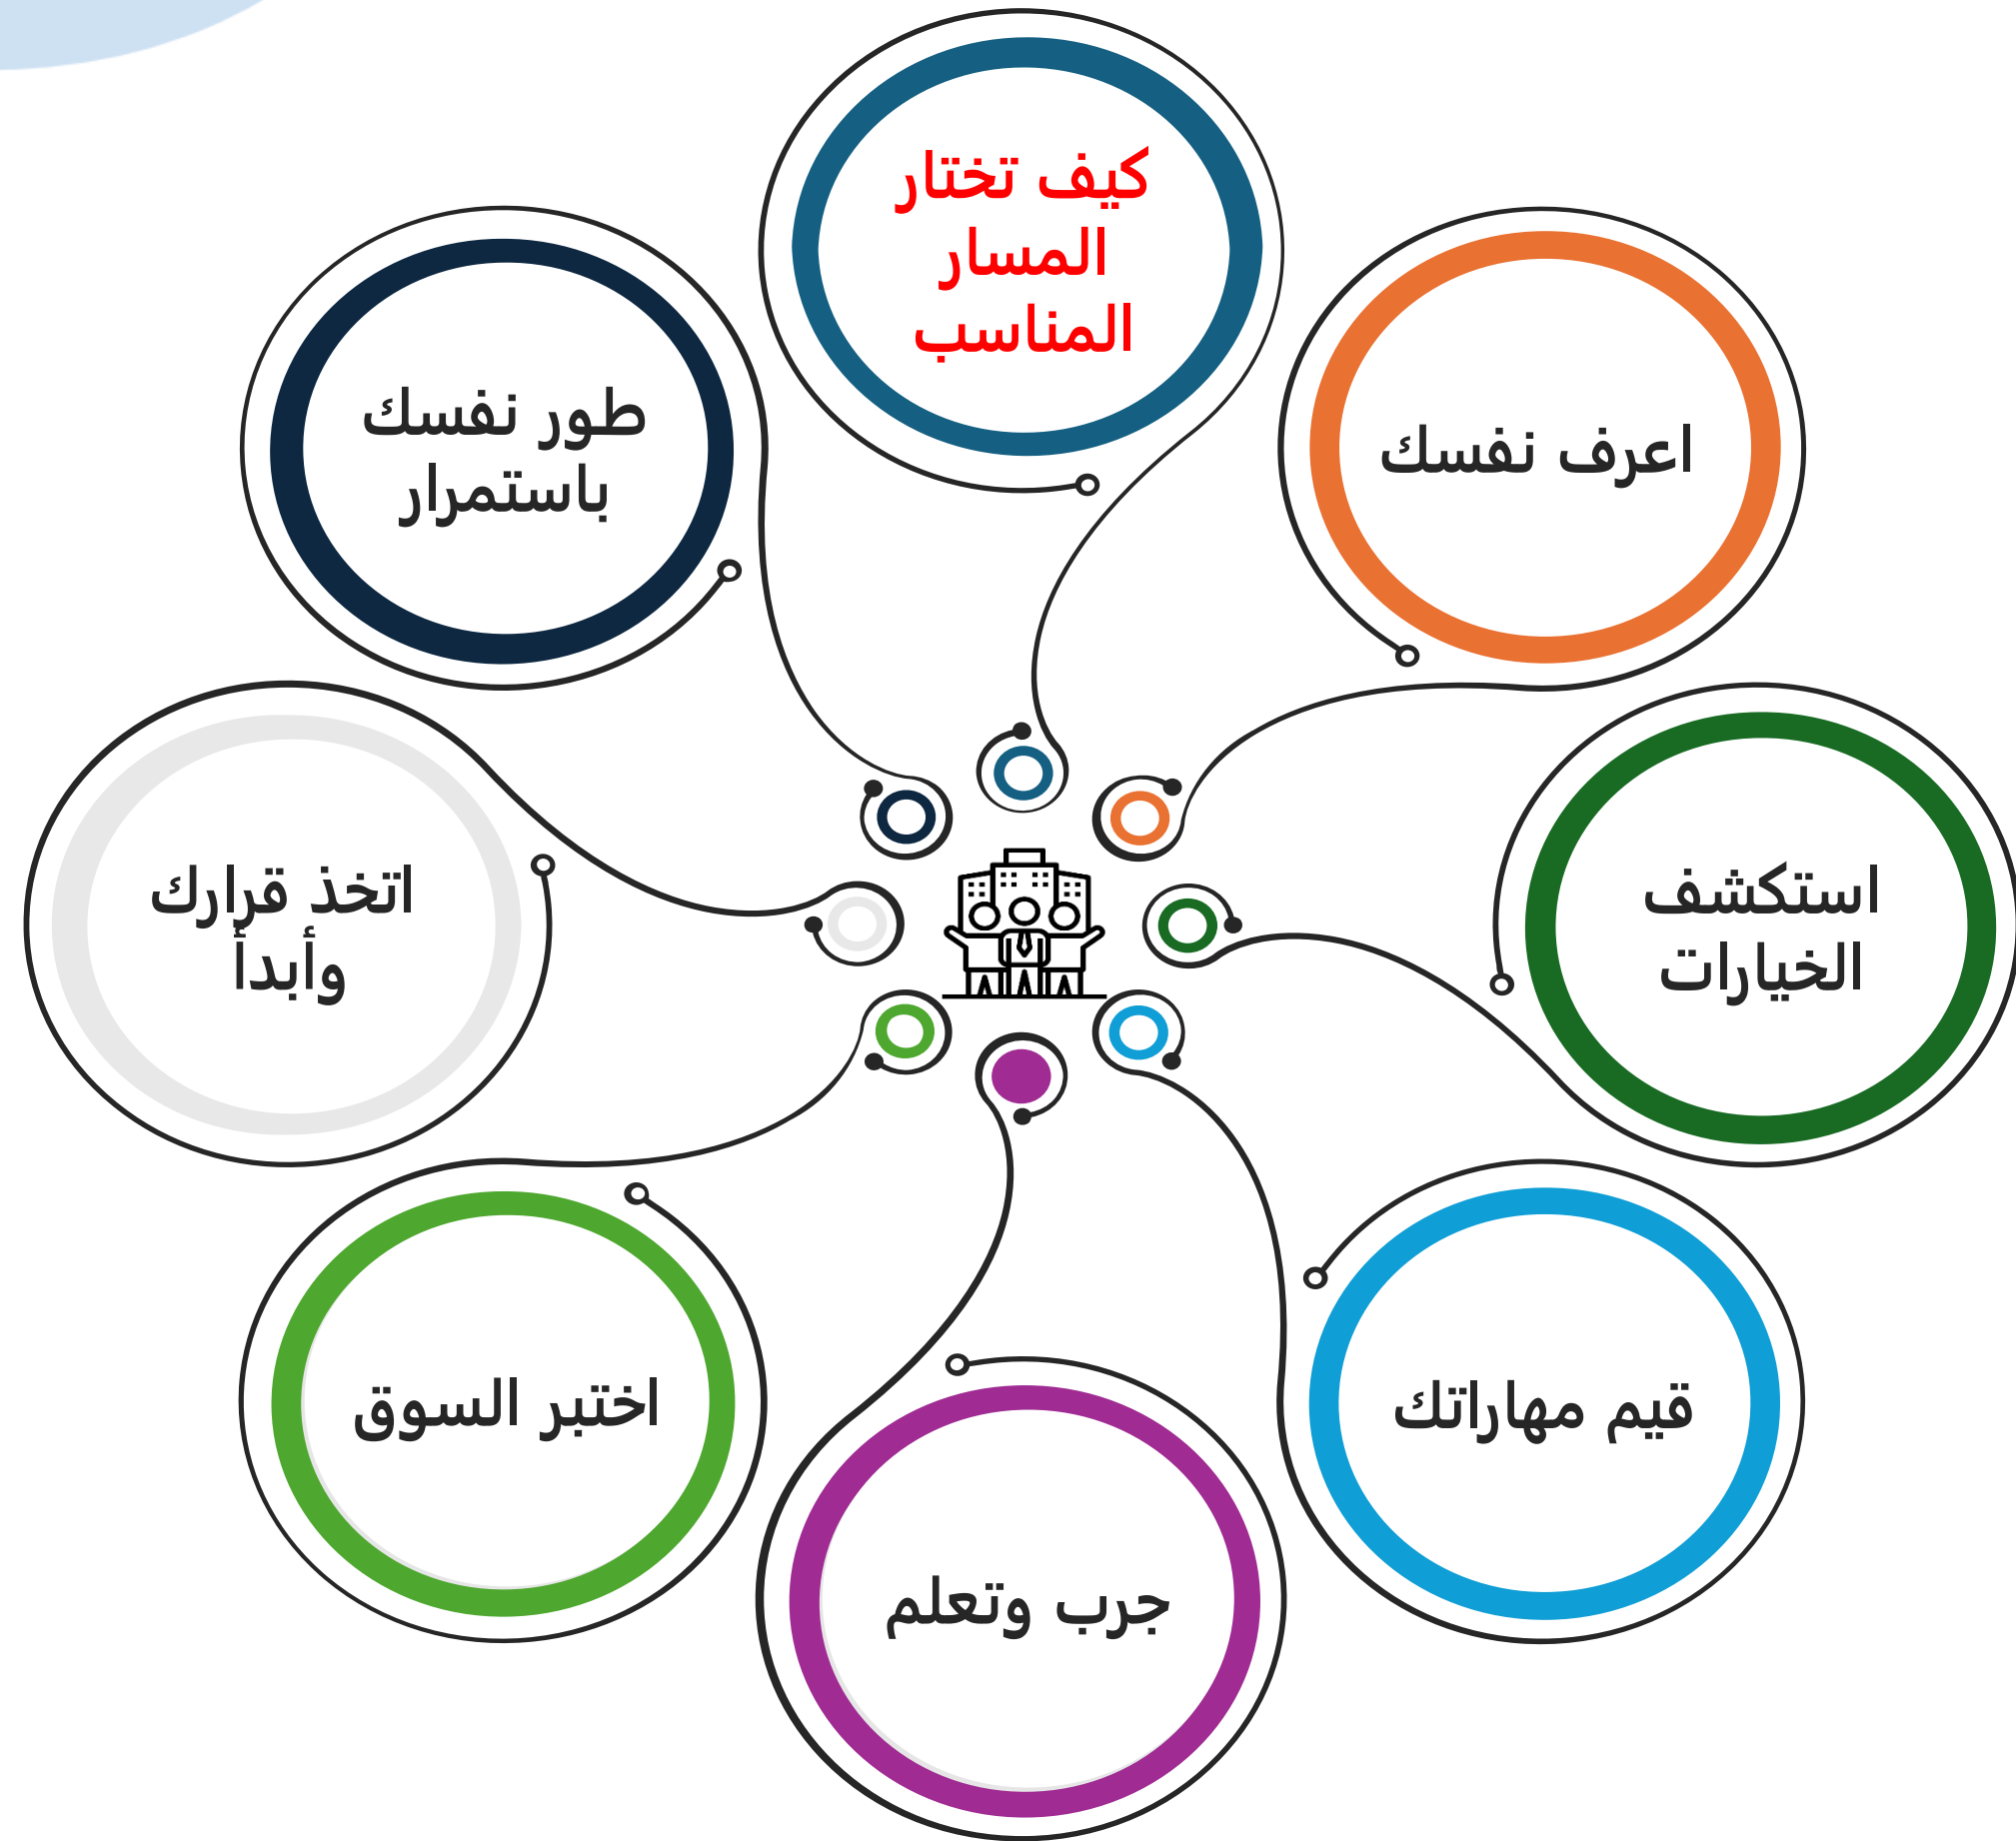 كيف تختار
المسار
المناسب
اعرف نفسك
استكشف
الخيارات
قيم مهاراتك
جرب وتعلم
اختبر السوق
اتخذ قرارك
وأبدأ
طور نفسك
باستمرار